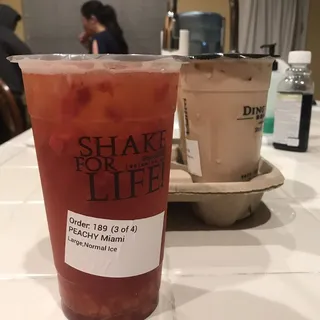 SHAKE
FOR
LIFE!
Order: 189 (3 of 4)
PEACHY Miami
Large,Normal Ice
DINE